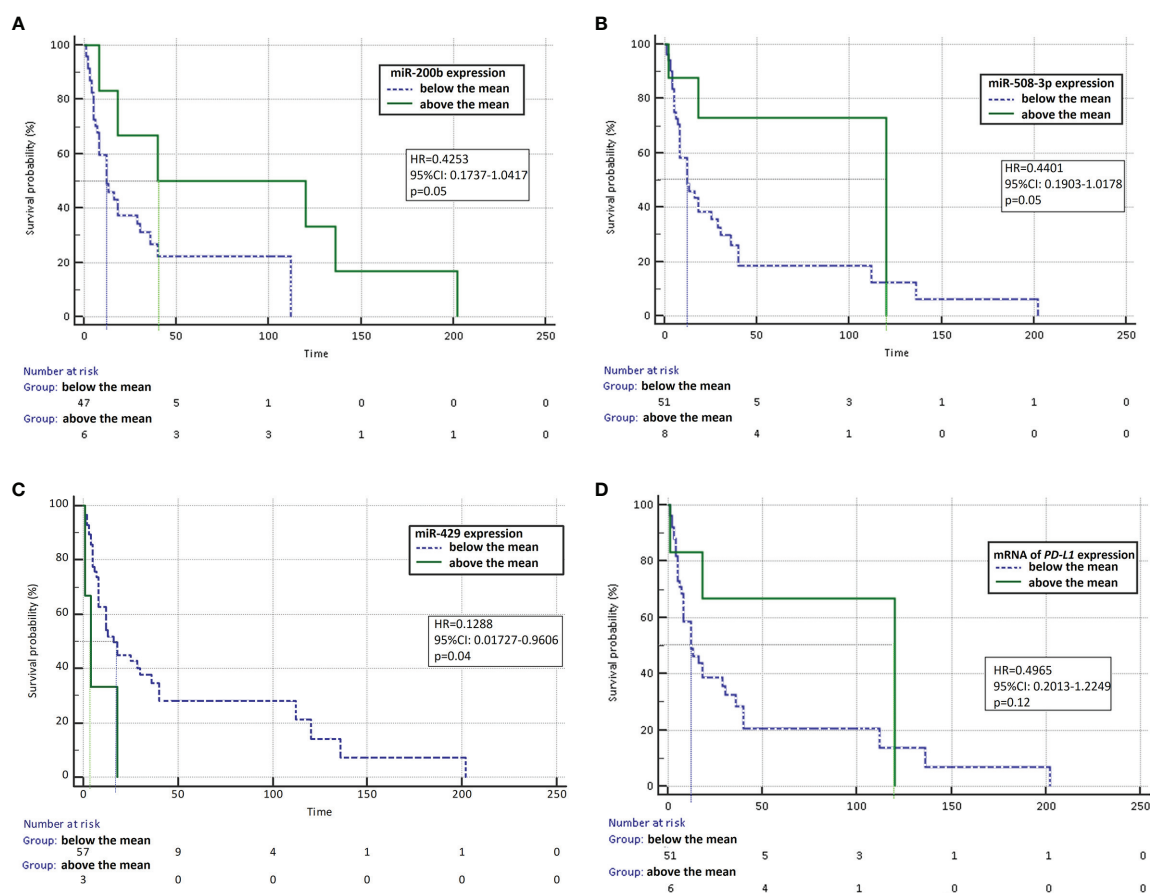 A
Survival probability (%)
100
80
60
40
20
0
miR-200b expression
below the mean
above the mean
HR=0.4253
95%CI: 0.1737-1.0417
p=0.05
0 50 100 150 200 250
Time
Number at risk
Group: below the mean
47 5 1 0 0 0
Group: above the mean
6 3 3 1 1 0
B
Survival probability (%)
100
80
60
40
20
0
miR-508-3p expression
below the mean
above the mean
HR=0.4401
95%CI: 0.1903-1.0178
p=0.05
0 50 100 150 200 250
Time
Number at risk
Group: below the mean
51 5 3 1 1 0
Group: above the mean
8 4 1 0 0 0
C
Survival probability (%)
100
80
60
40
20
0
miR-429 expression
below the mean
above the mean
HR=0.1288
95%CI: 0.01727-0.9606
p=0.04
0 50 100 150 200 250
Time
Number at risk
Group: below the mean
57 9 4 1 1 0
Group: above the mean
3 0 0 0 0 0
D
Survival probability (%)
100
80
60
40
20
0
mRNA of PD-L1 expression
below the mean
above the mean
HR=0.4965
95%CI: 0.2013-1.2249
p=0.12
0 50 100 150 200 250
Time
Number at risk
Group: below the mean
51 5 3 1 1 0
Group: above the mean
6 4 1 0 0 0